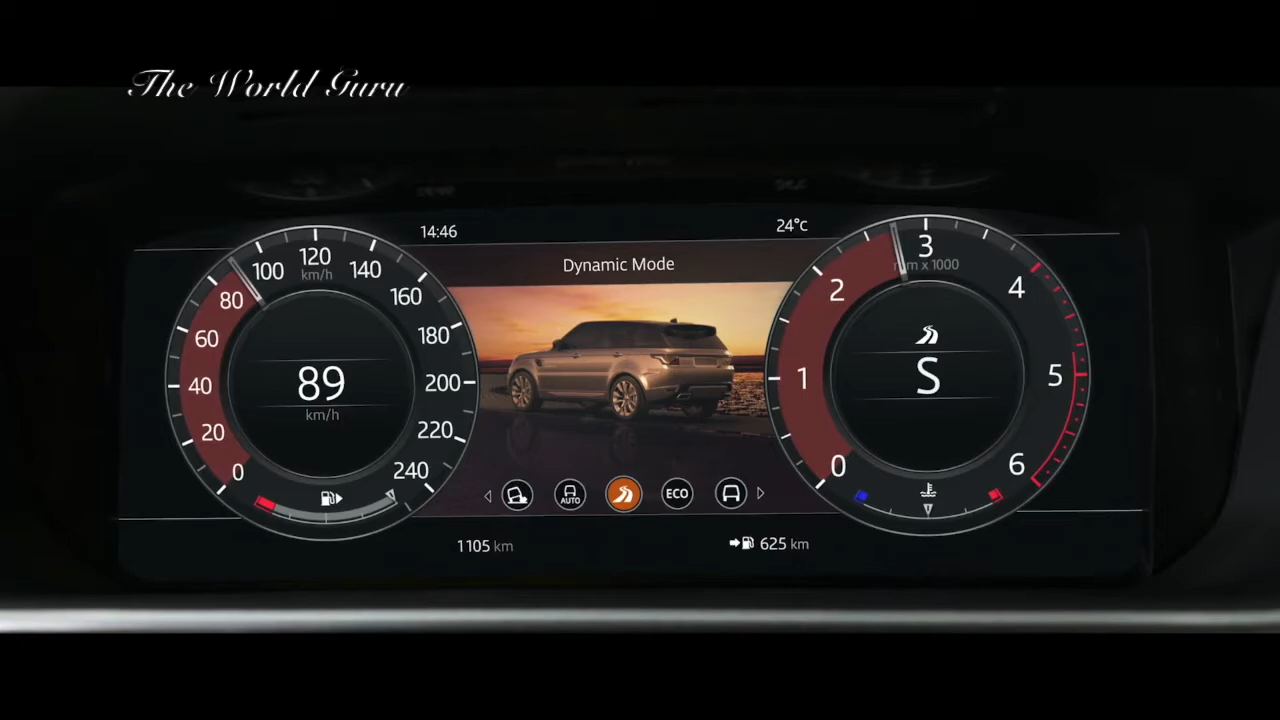 The World Guru
14:46
24°C
Dynamic Mode
0
20
40
60
80
100
120
140
160
180
200
220
240
km/h
89
km/h
0
1
2
3
4
5
6
rpm x 1000
S
AUTO
ECO
1105 km
625 km